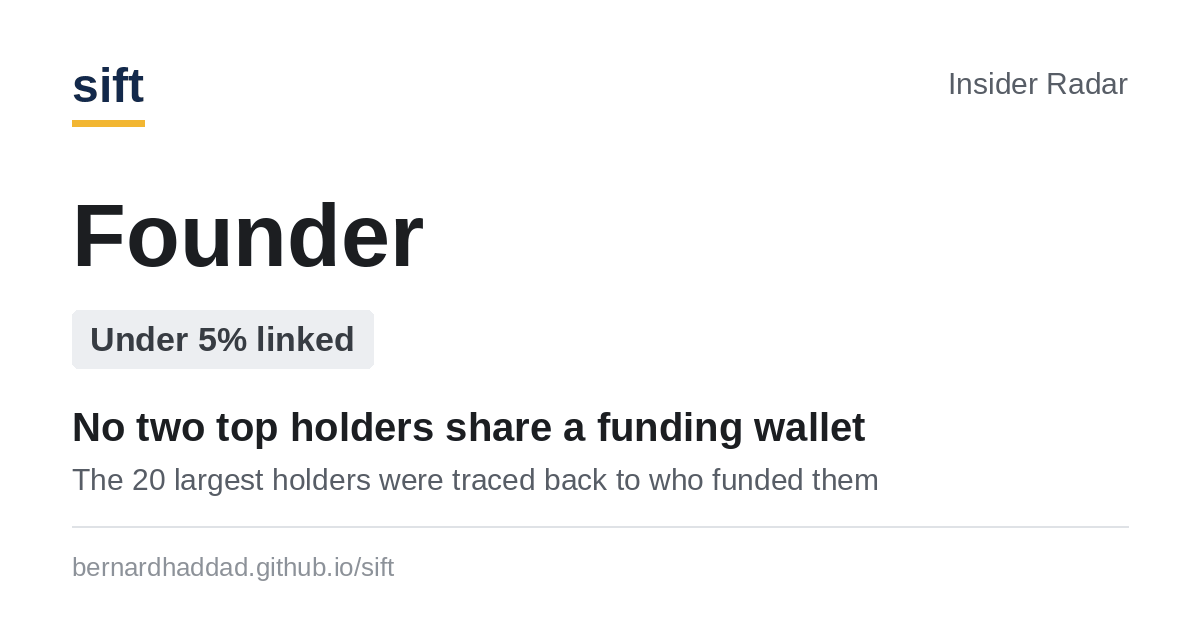 sift
Insider Radar
Founder
Under 5% linked
No two top holders share a funding wallet
The 20 largest holders were traced back to who funded them
bernardhaddad.github.io/sift